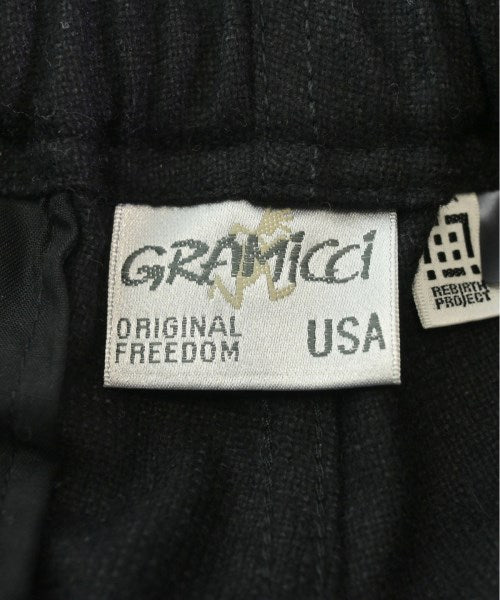 GRAMiCCi
ORIGINAL
FREEDOM
USA
REBIRTH
PROJECT